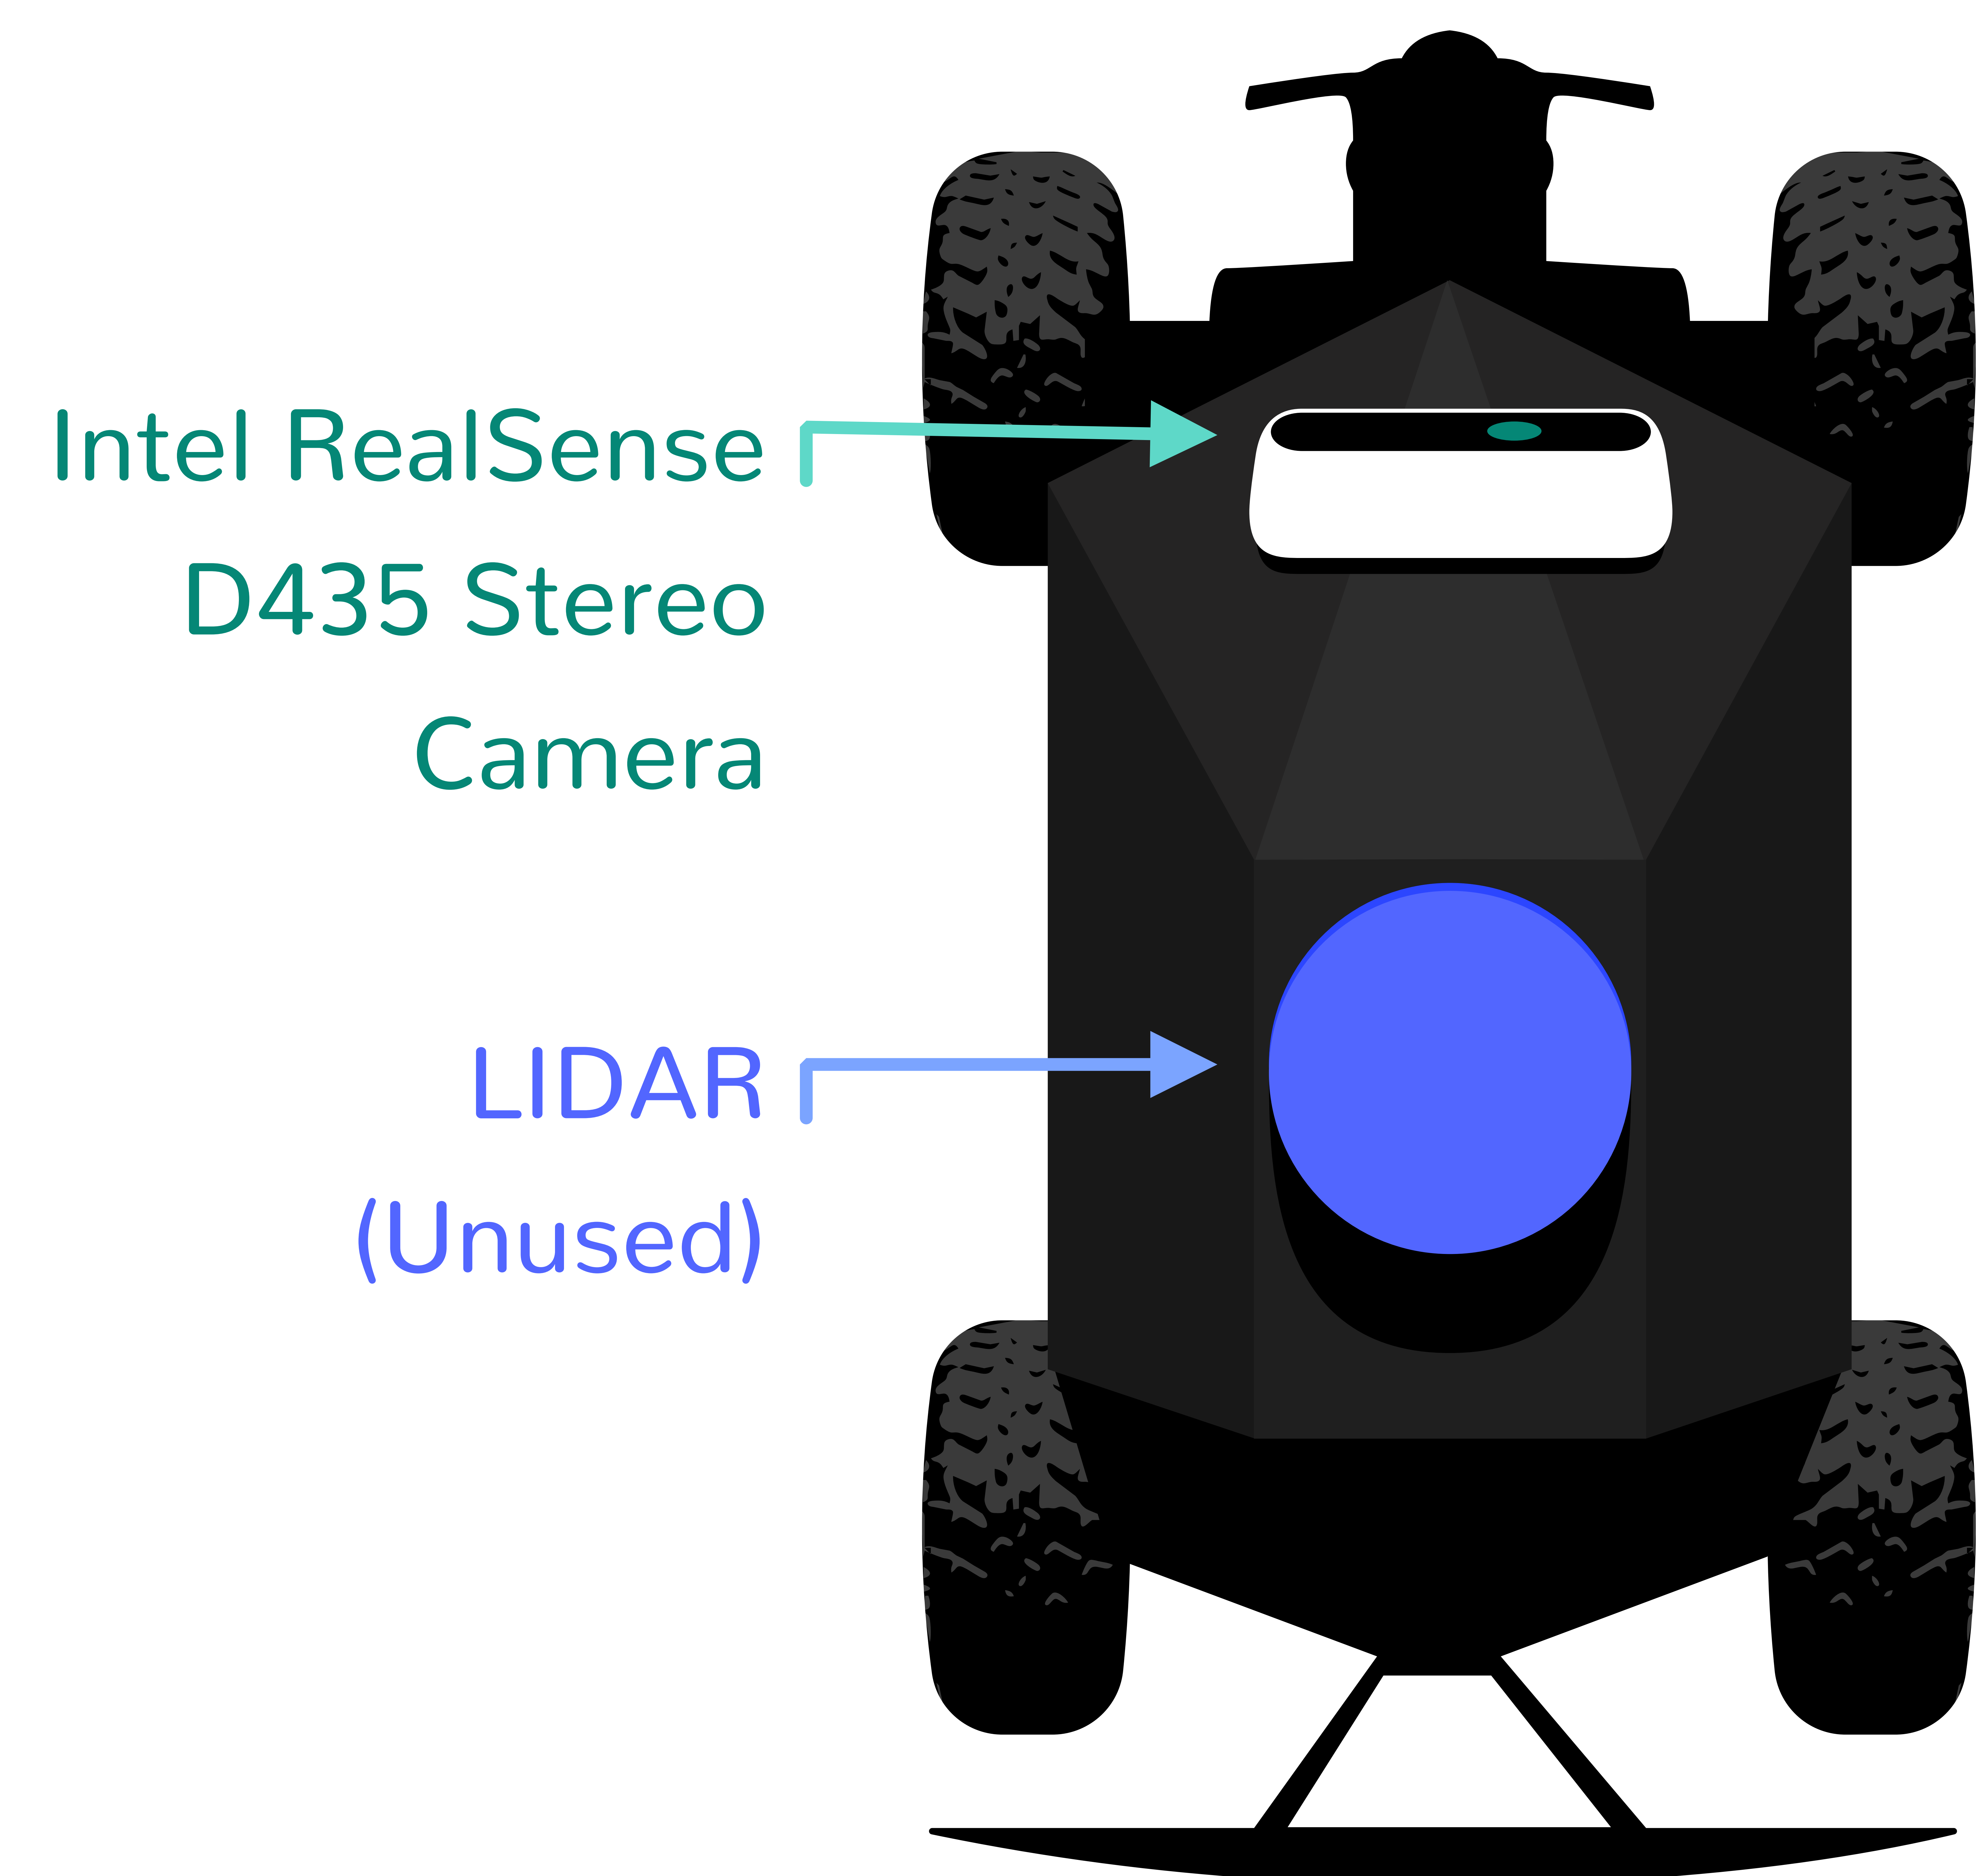 Intel RealSense
D435 Stereo
Camera
LIDAR
(Unused)